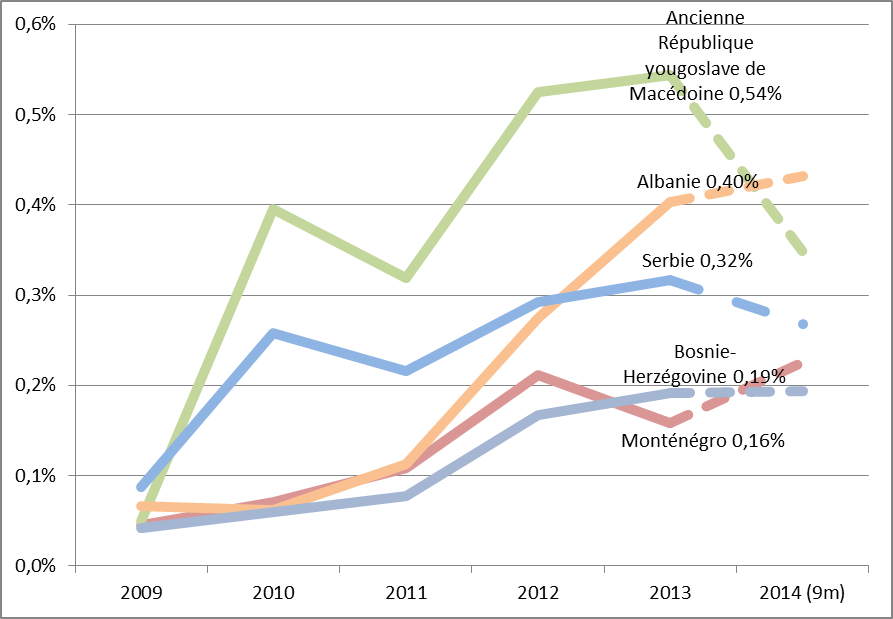 0,6%
0,5%
0,4%
0,3%
0,2%
0,1%
0,0%
Ancienne
République
yougoslave de
Macédoine 0,54%
Albanie 0,40%
Serbie 0,32%
Bosnie-
Herzégovine 0,19%
Monténégro 0,16%
2009 2010 2011 2012 2013 2014 (9m)